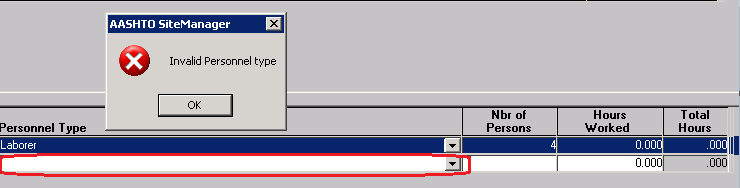 AASHTO SiteManager
Invalid Personnel type
OK
Personnel Type Nbr of Persons Hours Worked Total Hours
Laborer 4 0.000 .000
0.000 .000